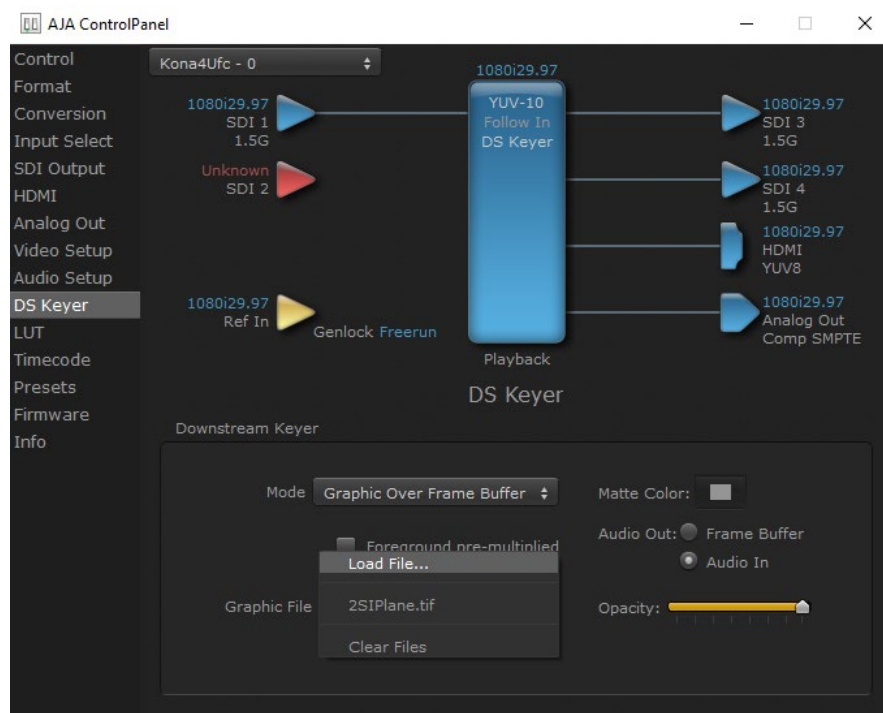 AJA ControlPanel
Control
Format
Conversion
Input Select
SDI Output
HDMI
Analog Out
Video Setup
Audio Setup
DS Keyer
LUT
Timecode
Presets
Firmware
Info
Kona4Ufc - 0
1080i29.97
SDI 1
1.5G
Unknown
SDI 2
1080i29.97
Ref In
Genlock Freerun
1080i29.97
YUV-10
Follow In
DS Keyer
Playback
1080i29.97
SDI 3
1.5G
1080i29.97
SDI 4
1.5G
1080i29.97
HDMI
YUV8
1080i29.97
Analog Out
Comp SMPTE
DS Keyer
Downstream Keyer
Mode Graphic Over Frame Buffer
Foreground pre-multiplied
Graphic File
Load File...
2SIPlane.tif
Clear Files
Matte Color:
Audio Out: Frame Buffer
Audio In
Opacity: